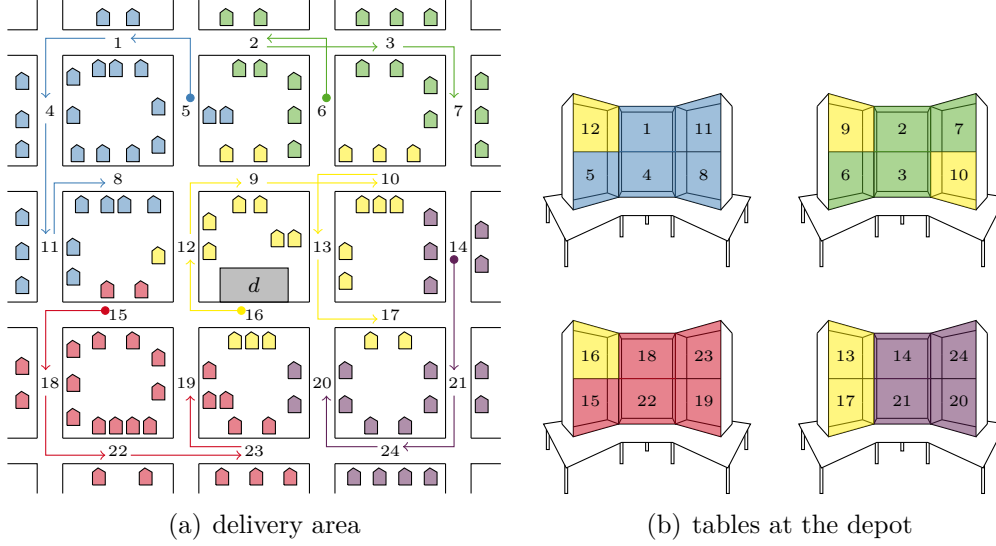 1 2 3
4 5 6 7
8 9 10
11 12 13 14
d
15 16 17
18 19 20 21
22 23 24
(a) delivery area
12 1 11
5 4 8
9 2 7
6 3 10
16 18 23
15 22 19
13 14 24
17 21 20
(b) tables at the depot